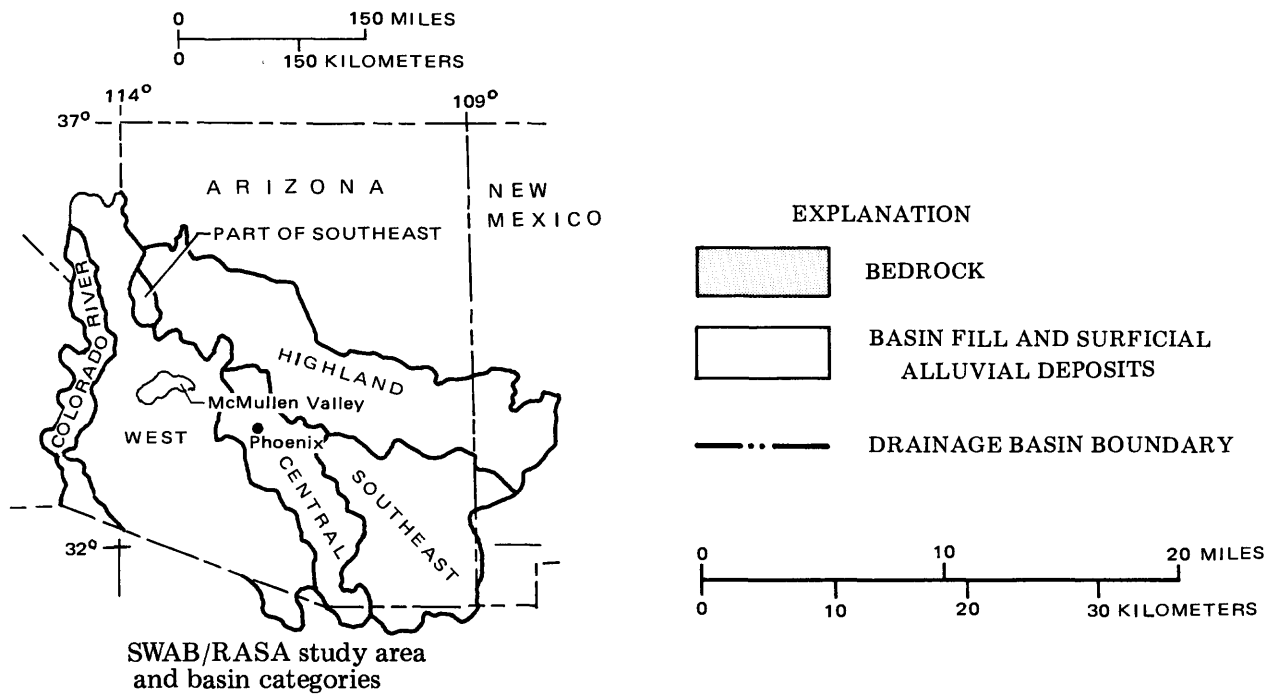 0 150 MILES
0 150 KILOMETERS
114° 109°
37°
ARIZONA
NEW
MEXICO
PART OF SOUTHEAST
COLORADO RIVER
HIGHLAND
McMullen Valley
WEST
Phoenix
CENTRAL
SOUTHEAST
32°
SWAB/RASA study area
and basin categories
EXPLANATION
BEDROCK
BASIN FILL AND SURFICIAL
ALLUVIAL DEPOSITS
DRAINAGE BASIN BOUNDARY
0 10 20 MILES
0 10 20 30 KILOMETERS